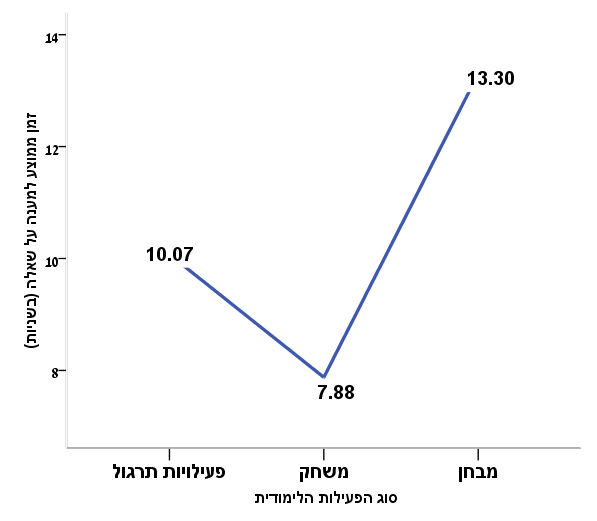 זמן ממוצע למענה על שאלה (בשניות)
14
12
10
8
10.07
7.88
13.30
פעילויות תרגול
משחק
מבחן
סוג הפעילות הלימודית